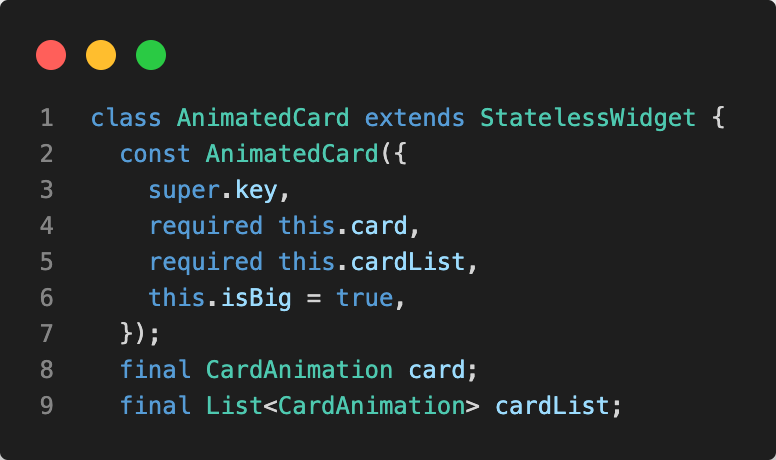 1 class AnimatedCard extends StatelessWidget {
2 const AnimatedCard({
3 super.key,
4 required this.card,
5 required this.cardList,
6 this.isBig = true,
7 });
8 final CardAnimation card;
9 final List<CardAnimation> cardList;